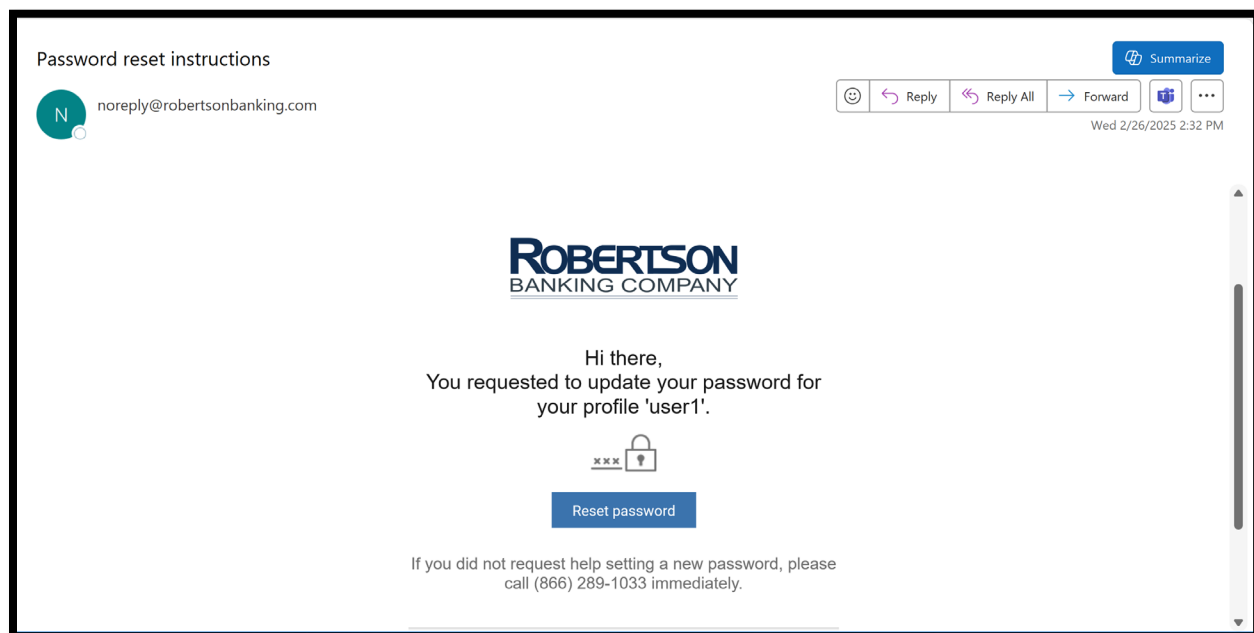 Password reset instructions
Summarize
N
noreply@robertsonbanking.com
Reply
Reply All
Forward
Wed 2/26/2025 2:32 PM
ROBERTSON
BANKING COMPANY
Hi there,
You requested to update your password for
your profile 'user1'.
xxx
Reset password
If you did not request help setting a new password, please
call (866) 289-1033 immediately.